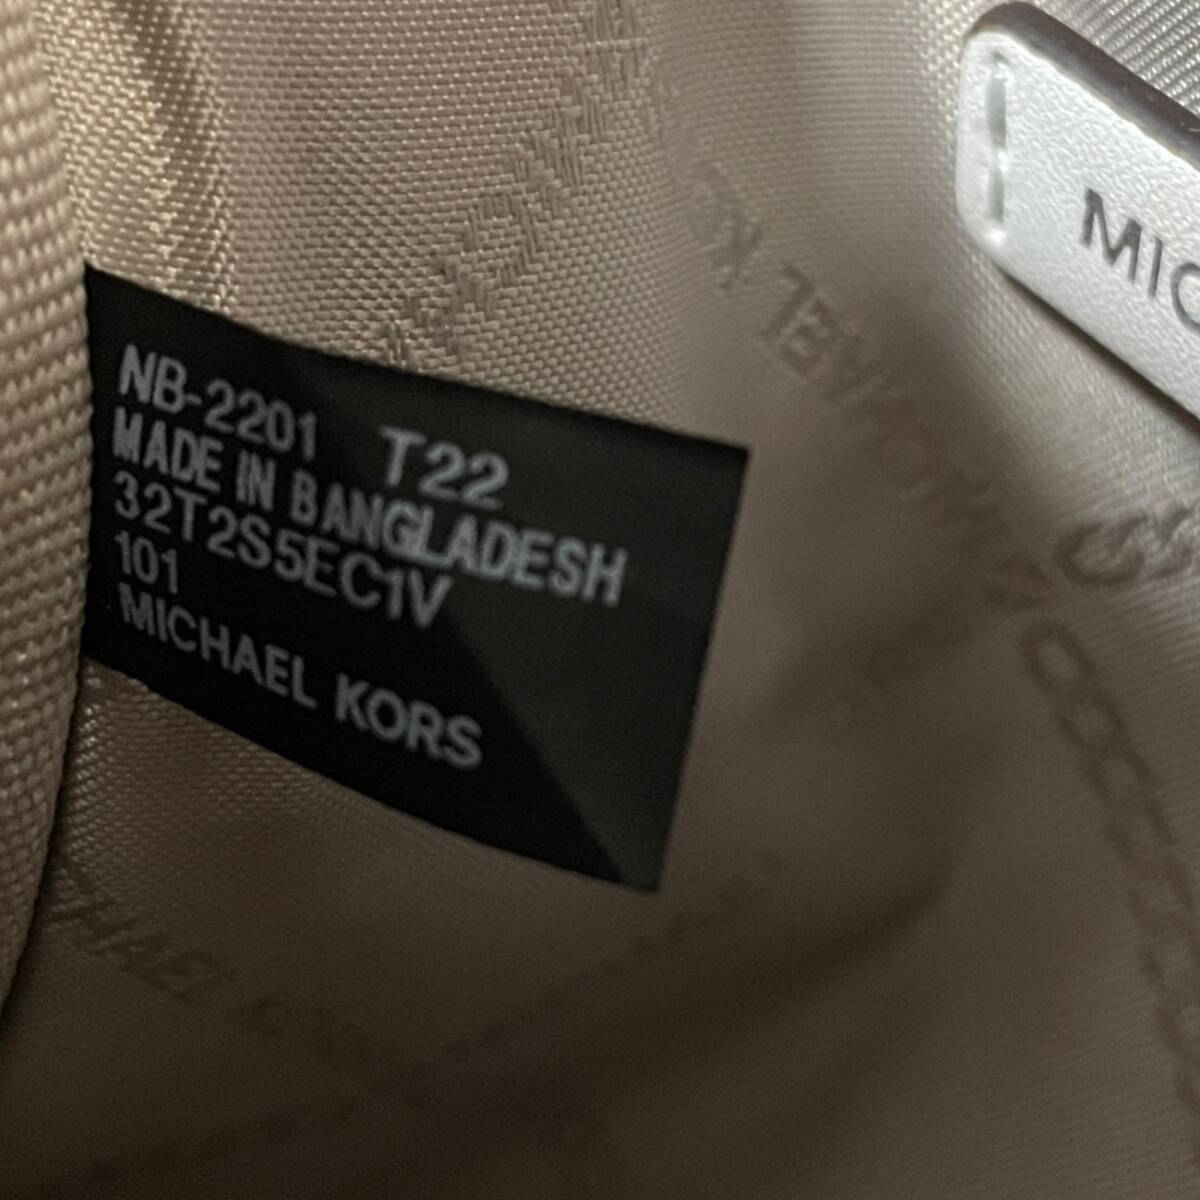 NB-2201 T22
MADE IN BANGLADESH
32T2S5EC1V
101
MICHAEL KORS
MIC